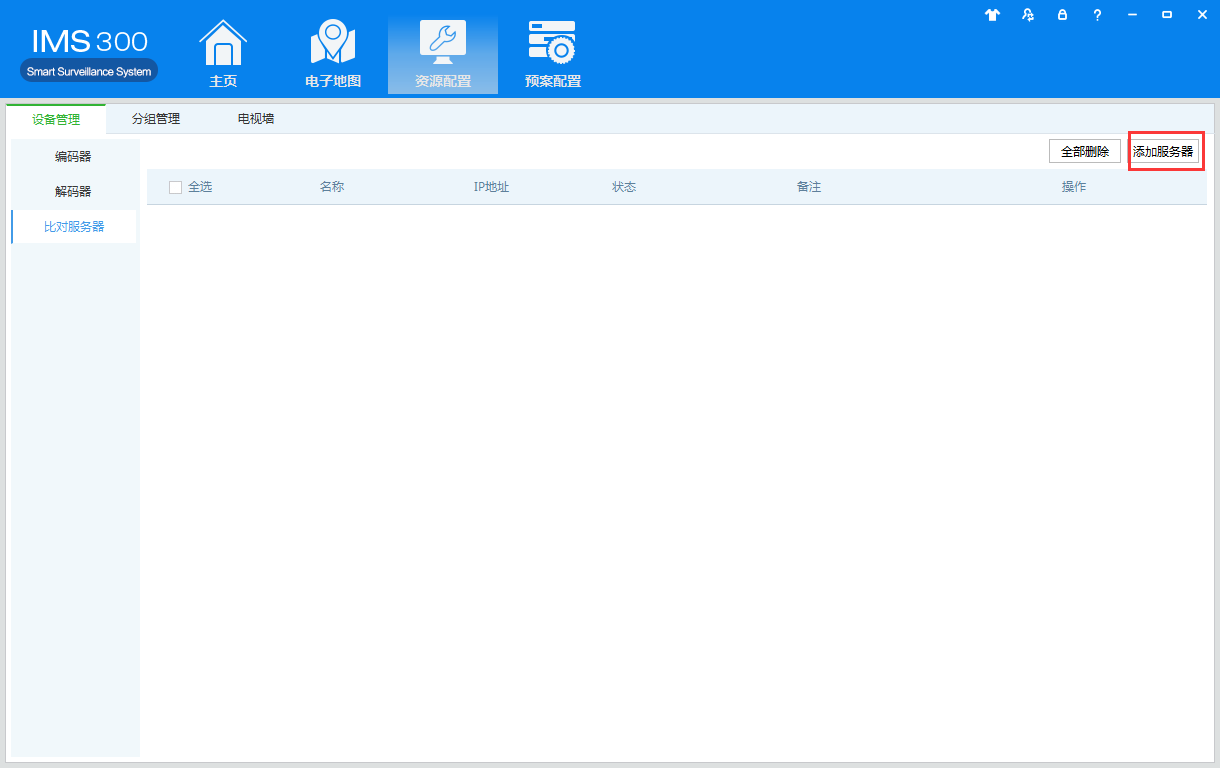 IMS 300
Smart Surveillance System
主页
电子地图
资源配置
预案配置
设备管理
分组管理
电视墙
编码器
解码器
比对服务器
全部删除
添加服务器
全选
名称
IP地址
状态
备注
操作